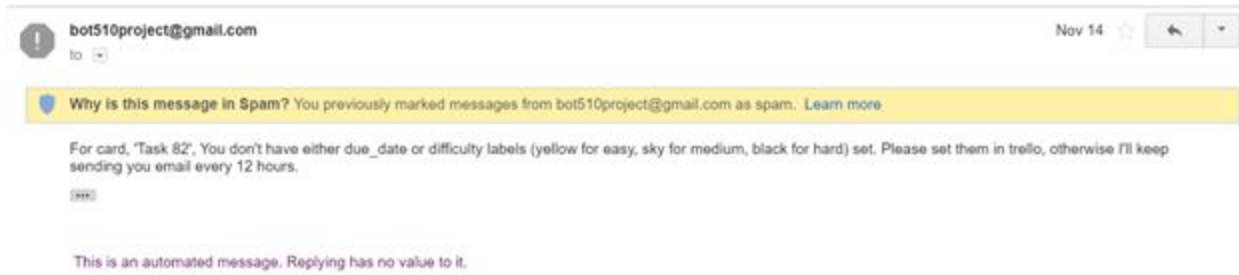 bot510project@gmail.com
Nov 14
to
Why is this message in Spam? You previously marked messages from bot510project@gmail.com as spam. Learn more
For card, 'Task 82', You don't have either due_date or difficulty labels (yellow for easy, sky for medium, black for hard) set. Please set them in trello, otherwise I'll keep
sending you email every 12 hours.
This is an automated message. Replying has no value to it.